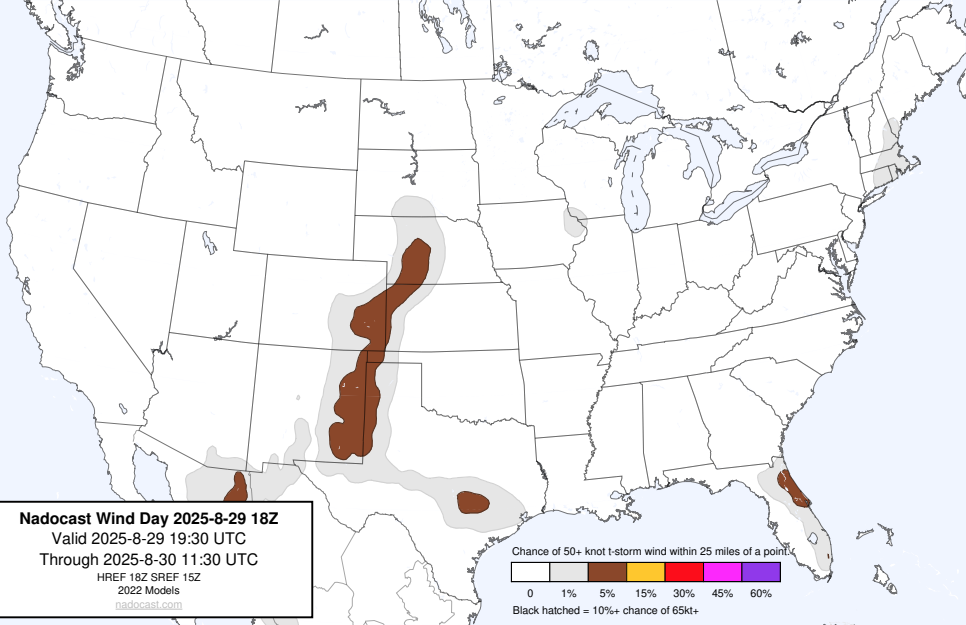 Nadocast Wind Day 2025-8-29 18Z
Valid 2025-8-29 19:30 UTC
Through 2025-8-30 11:30 UTC
HREF 18Z SREF 15Z
2022 Models
nadocast.com
Chance of 50+ knot t-storm wind within 25 miles of a point.
0 1% 5% 15% 30% 45% 60%
Black hatched = 10%+ chance of 65kt+